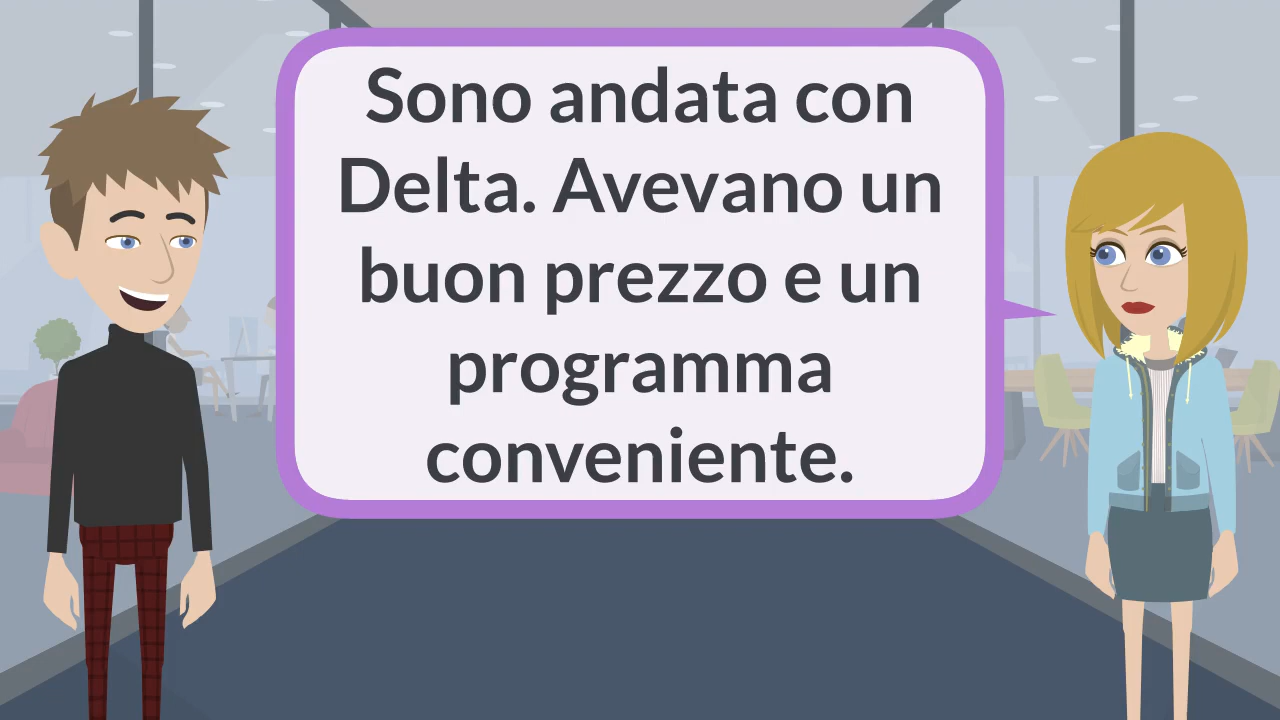 Sono andata con
Delta. Avevano un
buon prezzo e un
programma
conveniente.